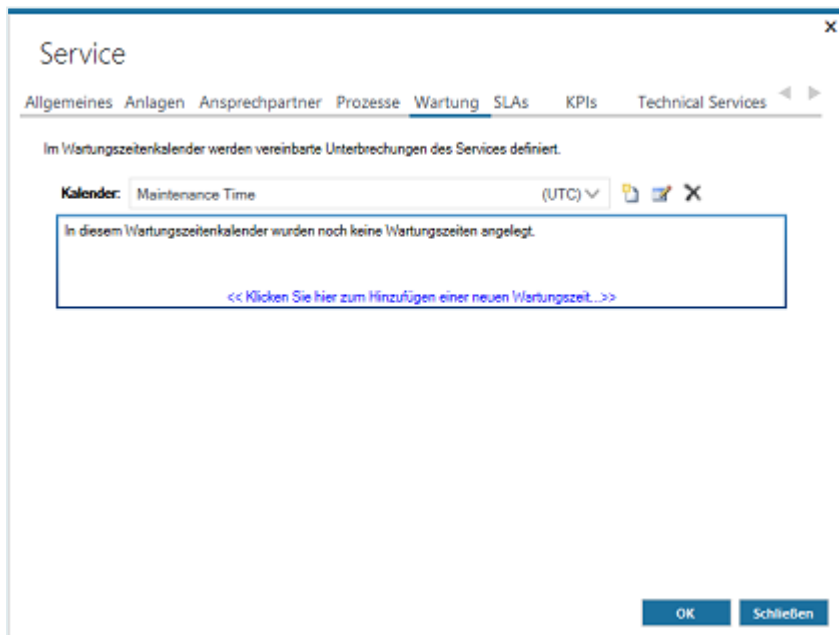 Service
Allgemeines Anlagen Ansprechpartner Prozesse Wartung SLAs KPIs Technical Services
Im Wartungszeitenkalender werden vereinbarte Unterbrechungen des Services definiert.
Kalender: Maintenance Time (UTC)
In diesem Wartungszeitenkalender wurden noch keine Wartungszeiten angelegt.
<< Klicken Sie hier zum Hinzufügen einer neuen Wartungszeit...>>
OK Schließen